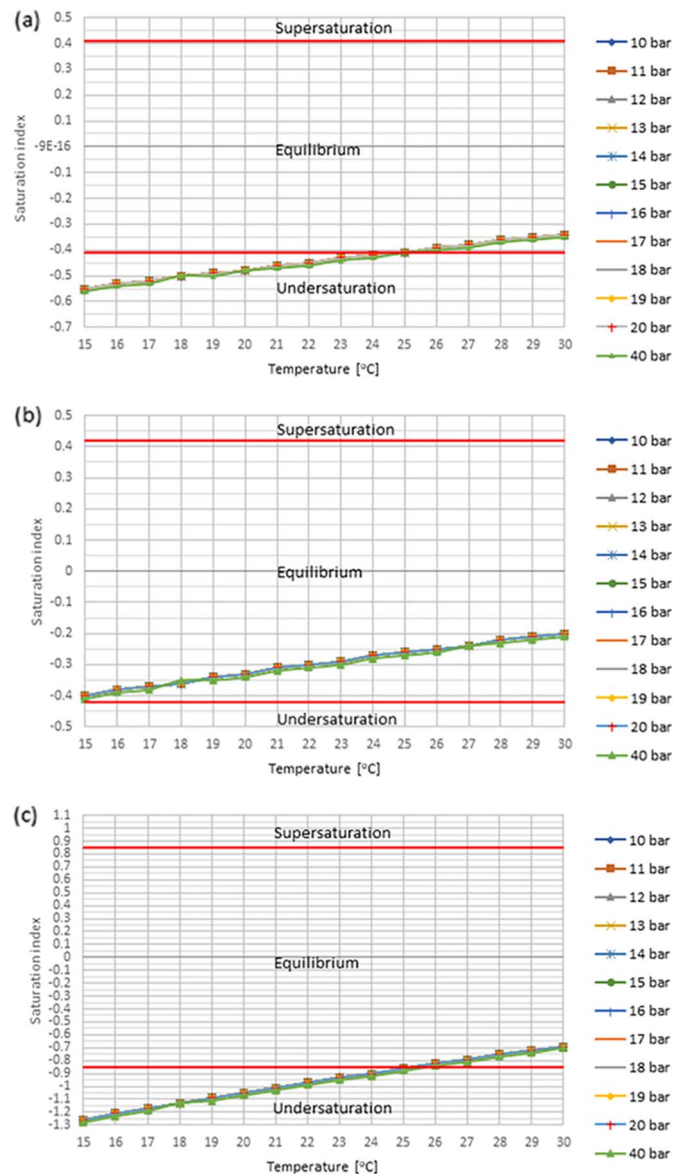 (a)
Supersaturation
Equilibrium
Undersaturation
Saturation index
0.5
0.4
0.3
0.2
0.1
-9E-16
-0.1
-0.2
-0.3
-0.4
-0.5
-0.6
-0.7
15 16 17 18 19 20 21 22 23 24 25 26 27 28 29 30
Temperature [°C]
10 bar
11 bar
12 bar
13 bar
14 bar
15 bar
16 bar
17 bar
18 bar
19 bar
20 bar
40 bar
(b)
Supersaturation
Equilibrium
Undersaturation
Saturation index
0.5
0.4
0.3
0.2
0.1
0
-0.1
-0.2
-0.3
-0.4
-0.5
15 16 17 18 19 20 21 22 23 24 25 26 27 28 29 30
Temperature [°C]
10 bar
11 bar
12 bar
13 bar
14 bar
15 bar
16 bar
17 bar
18 bar
19 bar
20 bar
40 bar
(c)
Supersaturation
Equilibrium
Undersaturation
Saturation index
1.1
1
0.9
0.8
0.7
0.6
0.5
0.4
0.3
0.2
0.1
0
-0.1
-0.2
-0.3
-0.4
-0.5
-0.6
-0.7
-0.8
-0.9
-1
-1.1
-1.2
-1.3
15 16 17 18 19 20 21 22 23 24 25 26 27 28 29 30
Temperature [°C]
10 bar
11 bar
12 bar
13 bar
14 bar
15 bar
16 bar
17 bar
18 bar
19 bar
20 bar
40 bar